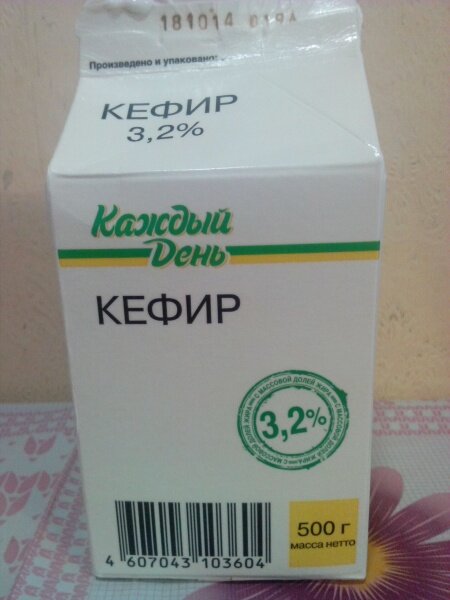 181014
Произведено и упаковано:
КЕФИР
3,2%
Каждый
День
КЕФИР
С МАССОВОЙ ДОЛЕЙ ЖИРА
3,2%
500 г
масса нетто
4 607043 103604